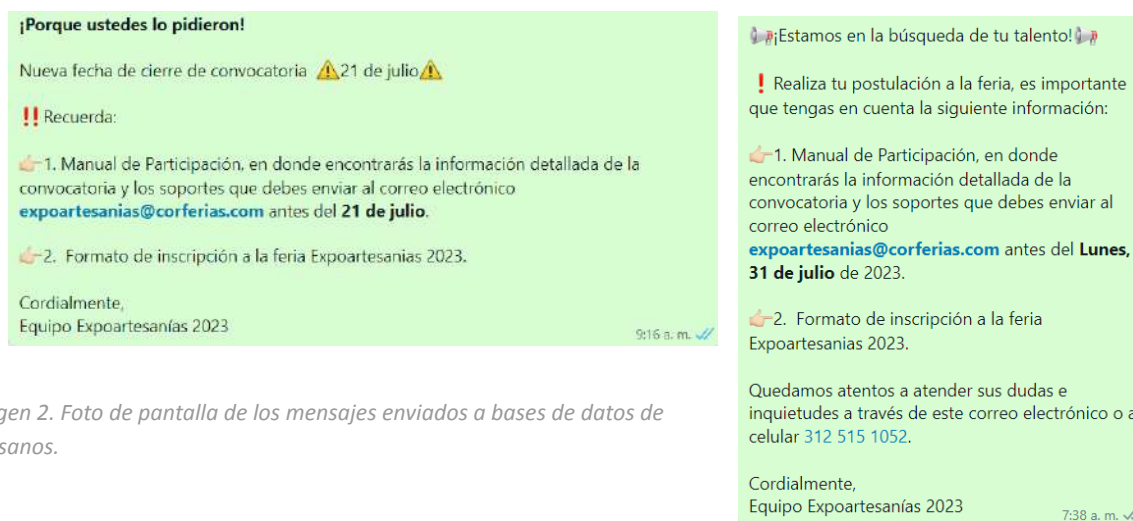 ¡Porque ustedes lo pidieron!
Nueva fecha de cierre de convocatoria ⚠️21 de julio⚠️
‼️Recuerda:
👉🏻1. Manual de Participación, en donde encontrarás la información detallada de la
convocatoria y los soportes que debes enviar al correo electrónico
expoartesanias@corferias.com antes del 21 de julio.
👉🏻2. Formato de inscripción a la feria Expoartesanias 2023.
Cordialmente,
Equipo Expoartesanías 2023
9:16 a. m.
gen 2. Foto de pantalla de los mensajes enviados a bases de datos de
sanos.
¡Estamos en la búsqueda de tu talento!
❗ Realiza tu postulación a la feria, es importante
que tengas en cuenta la siguiente información:
👉🏻1. Manual de Participación, en donde
encontrarás la información detallada de la
convocatoria y los soportes que debes enviar al
correo electrónico
expoartesanias@corferias.com antes del Lunes,
31 de julio de 2023.
👉🏻2. Formato de inscripción a la feria
Expoartesanias 2023.
Quedamos atentos a atender sus dudas e
inquietudes a través de este correo electrónico o a
celular 312 515 1052.
Cordialmente,
Equipo Expoartesanías 2023
7:38 a. m.